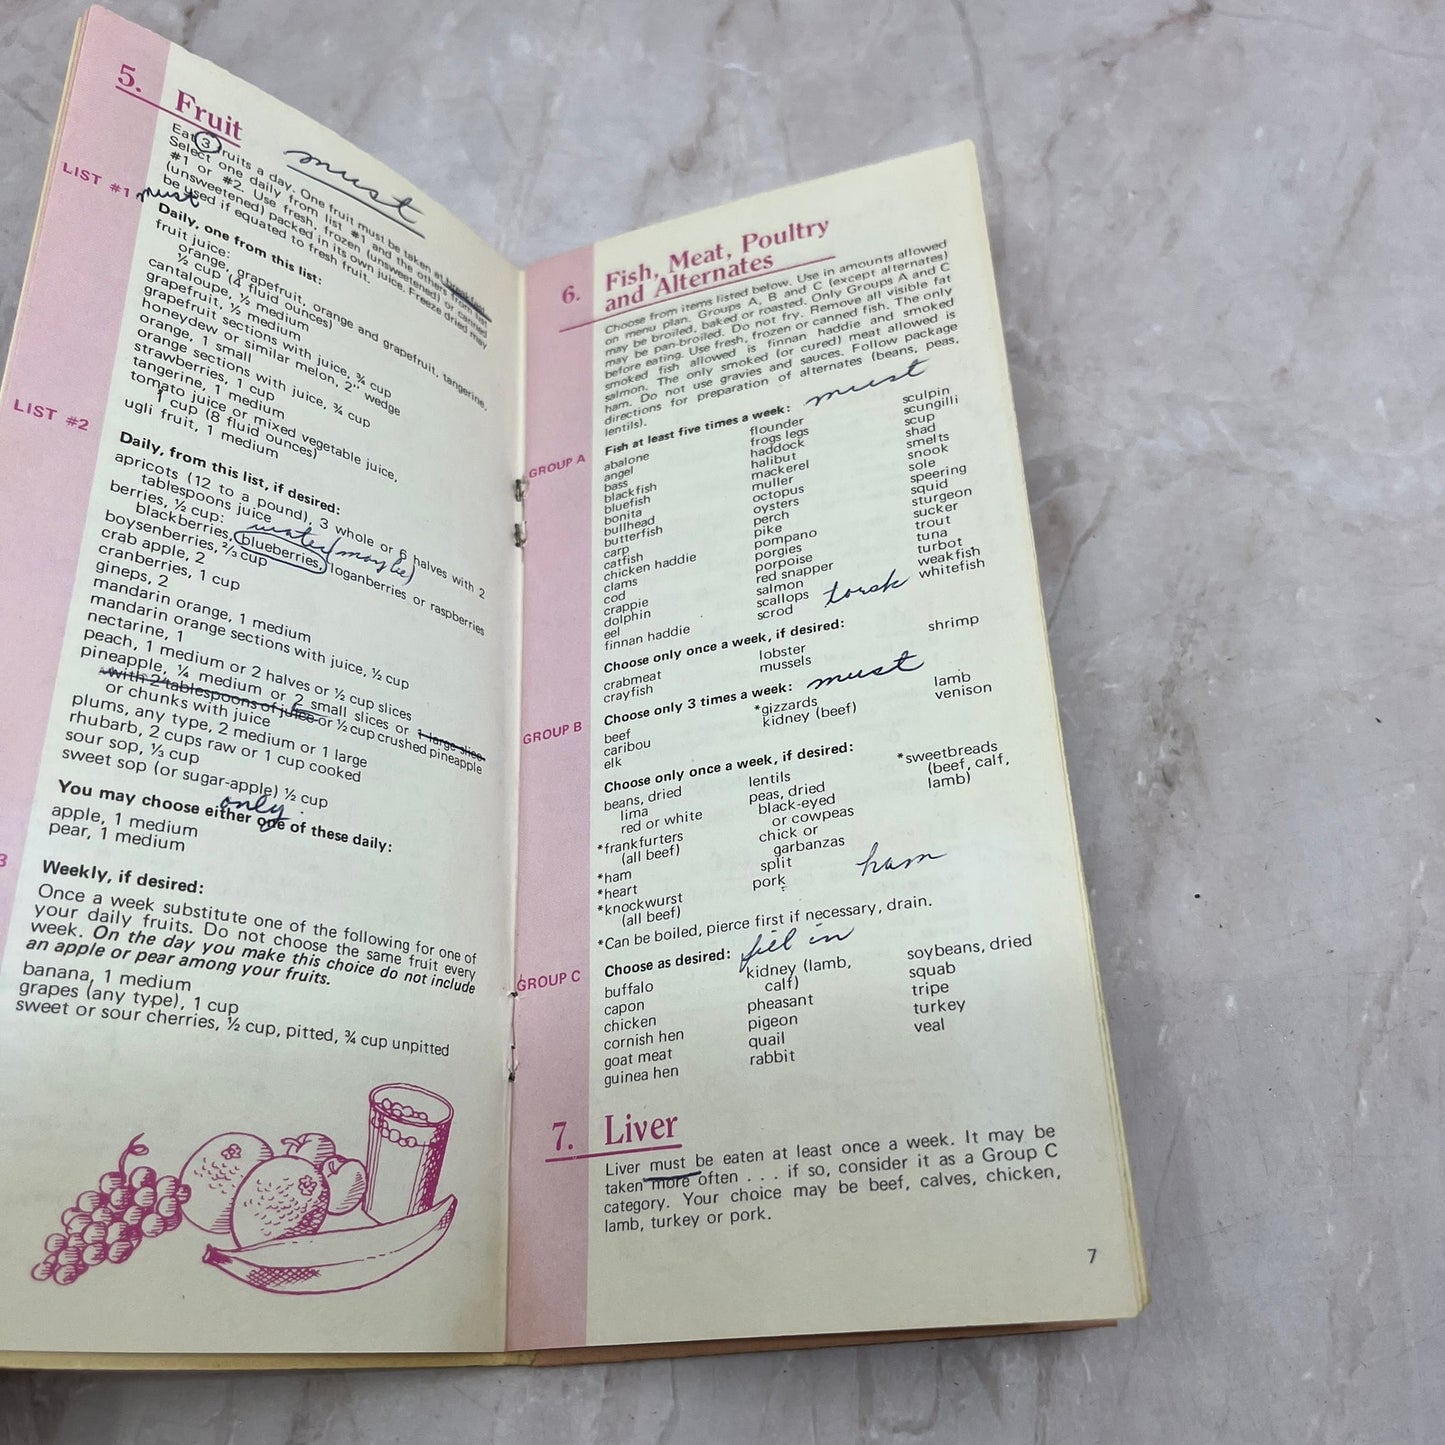 5. Fruit
must
Eat 3 fruits a day. One fruit must be taken at breakfast.
Select one daily from list #1 and the others from list
#1 or #2. Use fresh, frozen (unsweetened) or canned
(unsweetened) packed in its own juice. Freeze dried may
be used if equated to fresh fruit.
LIST #1
must
Daily, one from this list:
fruit juice:
orange, grapefruit, orange and grapefruit, tangerine,
½ cup (4 fluid ounces)
cantaloupe, ½ medium
grapefruit, ½ medium
grapefruit sections with juice, ¾ cup
honeydew or similar melon, 2" wedge
orange, 1 small
orange sections with juice, ¾ cup
strawberries, 1 cup
tangerine, 1 medium
tomato juice or mixed vegetable juice,
1 cup (8 fluid ounces)
ugli fruit, 1 medium
LIST #2
Daily, from this list, if desired:
apricots (12 to a pound), 3 whole or 6 halves with 2
tablespoons juice
berries, ½ cup:
water (maybe)
blackberries, blueberries, loganberries or raspberries
boysenberries, ⅔ cup
crab apple, 2
cranberries, 1 cup
gineps, 2
mandarin orange, 1 medium
mandarin orange sections with juice, ½ cup
nectarine, 1
peach, 1 medium or 2 halves or ½ cup slices
pineapple, ¼ medium or 2 small slices or 1 large slice
with 2 tablespoons of juice or ½ cup crushed pineapple
or chunks with juice
plums, any type, 2 medium or 1 large
rhubarb, 2 cups raw or 1 cup cooked
sour sop, ⅓ cup
sweet sop (or sugar-apple) ½ cup
only
You may choose either one of these daily:
apple, 1 medium
pear, 1 medium
3
Weekly, if desired:
Once a week substitute one of the following for one of
your daily fruits. Do not choose the same fruit every
week. On the day you make this choice do not include
an apple or pear among your fruits.
banana, 1 medium
grapes (any type), 1 cup
sweet or sour cherries, ½ cup, pitted, ¾ cup unpitted
6. Fish, Meat, Poultry
and Alternates
Choose from items listed below. Use in amounts allowed
on menu plan. Groups A, B and C (except alternates)
may be broiled, baked or roasted. Only Groups A and C
may be pan-broiled. Do not fry. Remove all visible fat
before eating. Use fresh, frozen or canned fish. The only
smoked fish allowed is finnan haddie and smoked
salmon. The only smoked (or cured) meat allowed is
ham. Do not use gravies and sauces. Follow package
directions for preparation of alternates (beans, peas,
lentils).
GROUP A
Fish at least five times a week: must
abalone
angel
bass
blackfish
bluefish
bonita
bullhead
butterfish
carp
catfish
chicken haddie
clams
cod
crappie
dolphin
eel
finnan haddie
flounder
frogs legs
haddock
halibut
mackerel
muller
octopus
oysters
perch
pike
pompano
porgies
porpoise
red snapper
salmon
scallops
scrod
torsk
sculpin
scungilli
scup
shad
smelts
snook
sole
speering
squid
sturgeon
sucker
trout
tuna
turbot
weakfish
whitefish
Choose only once a week, if desired:
crabmeat
crayfish
lobster
mussels
shrimp
GROUP B
Choose only 3 times a week: must
beef
caribou
elk
*gizzards
kidney (beef)
lamb
venison
Choose only once a week, if desired:
beans, dried
lima
red or white
*frankfurters
(all beef)
*ham
*heart
*knockwurst
(all beef)
lentils
peas, dried
black-eyed
or cowpeas
chick or
garbanzas
split
pork
*sweetbreads
(beef, calf,
lamb)
ham
*Can be boiled, pierce first if necessary, drain.
GROUP C
Choose as desired: fill in
buffalo
capon
chicken
cornish hen
goat meat
guinea hen
kidney (lamb,
calf)
pheasant
pigeon
quail
rabbit
soybeans, dried
squab
tripe
turkey
veal
7. Liver
Liver must be eaten at least once a week. It may be
taken more often . . . if so, consider it as a Group C
category. Your choice may be beef, calves, chicken,
lamb, turkey or pork.
7